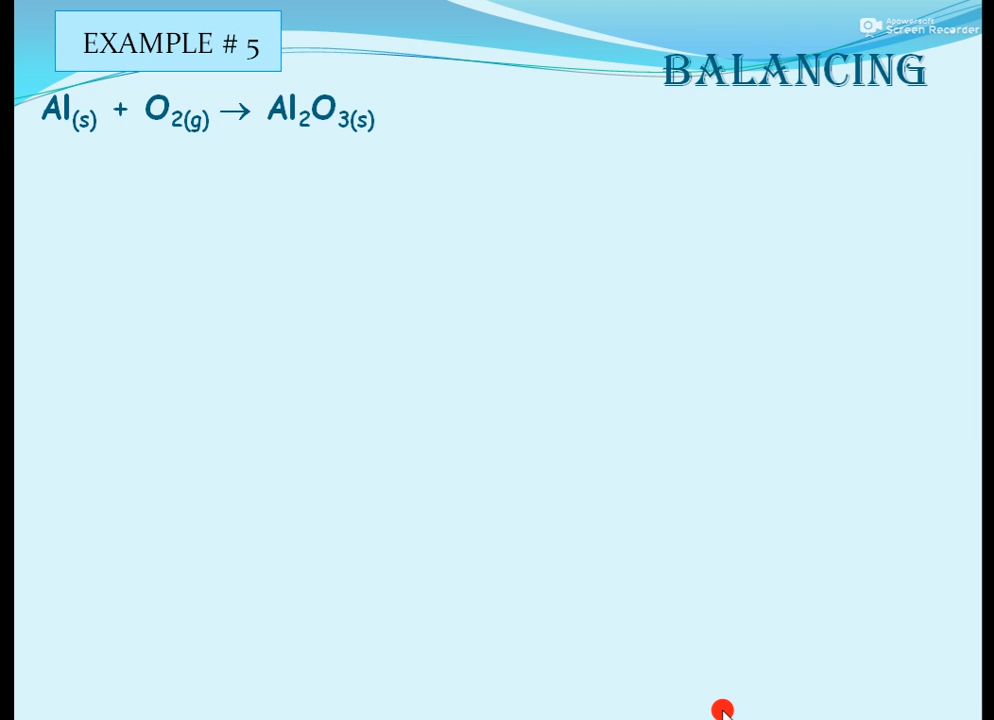 EXAMPLE # 5
Apowersoft
Screen Recorder
BALANCING
Al(s) + O2(g) → Al2O3(s)